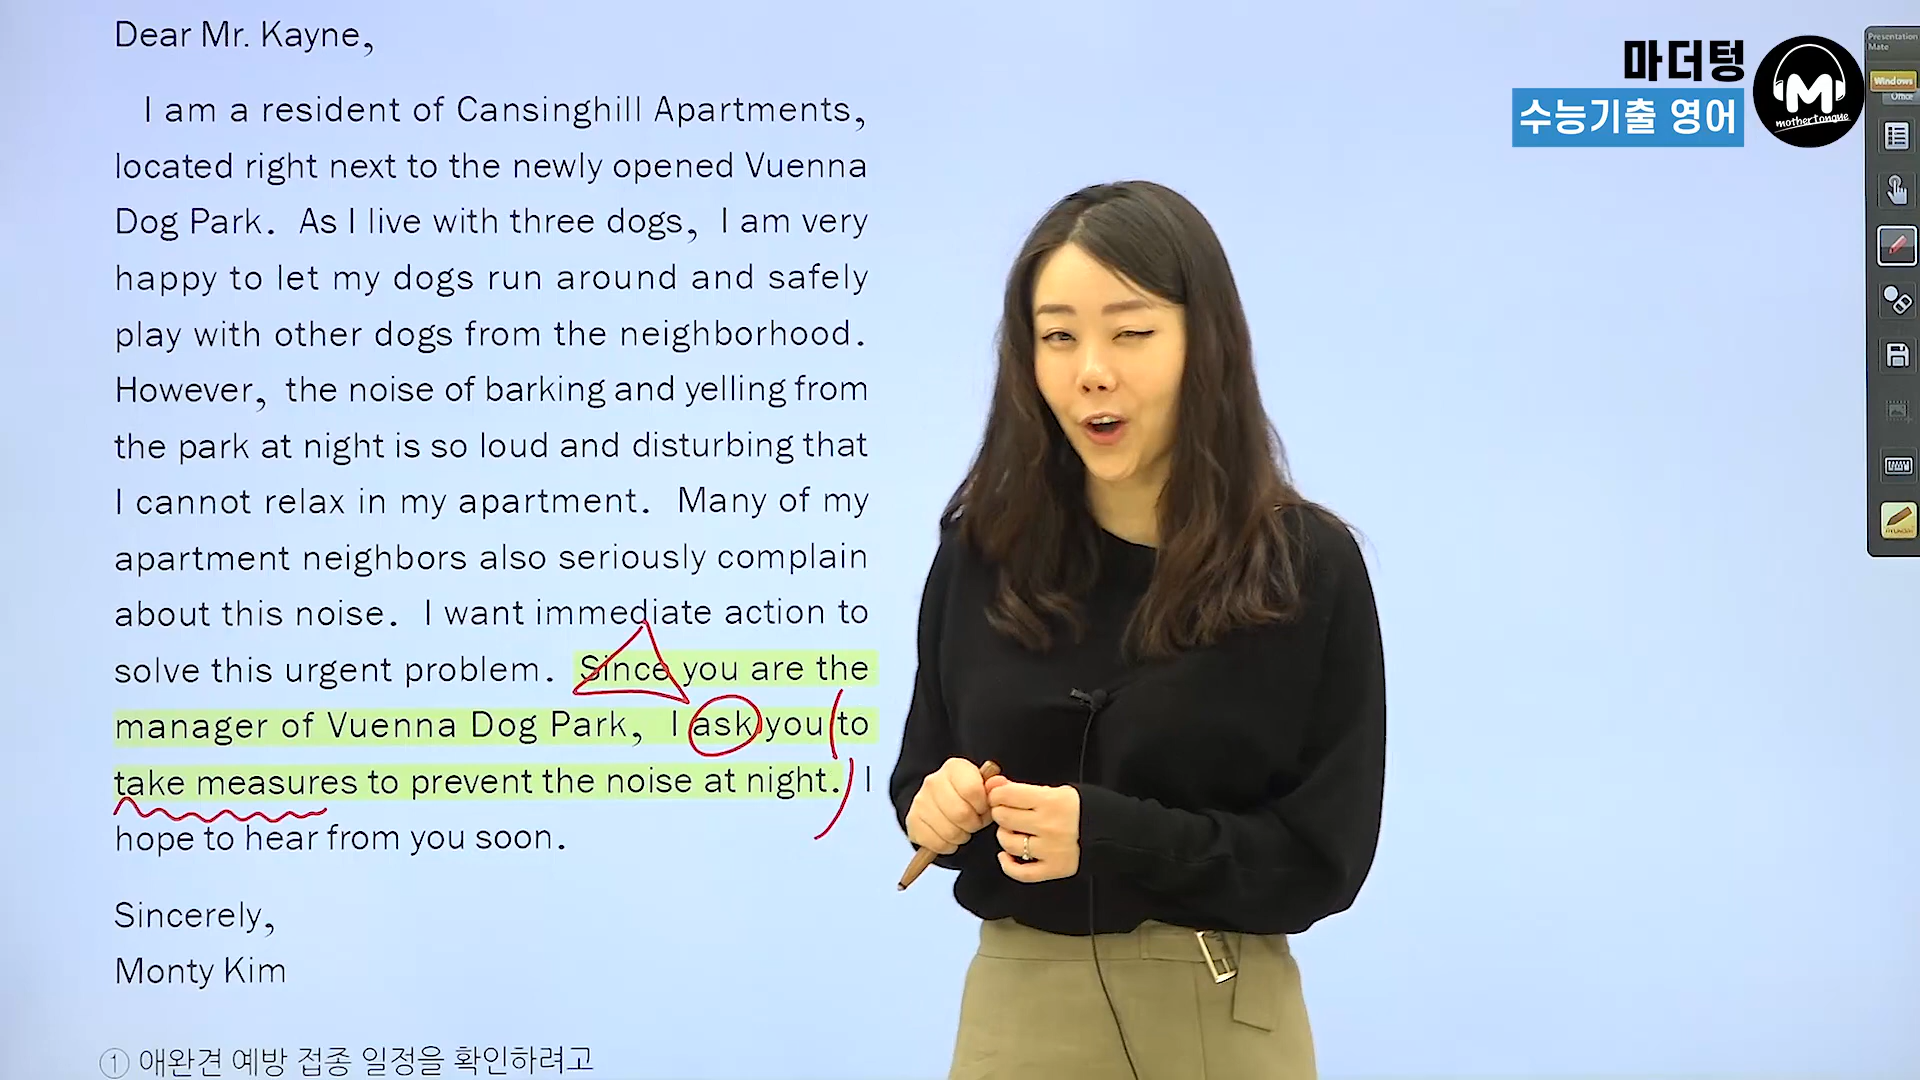 Dear Mr. Kayne,
I am a resident of Cansinghill Apartments,
located right next to the newly opened Vuenna
Dog Park. As I live with three dogs, I am very
happy to let my dogs run around and safely
play with other dogs from the neighborhood.
However, the noise of barking and yelling from
the park at night is so loud and disturbing that
I cannot relax in my apartment. Many of my
apartment neighbors also seriously complain
about this noise. I want immediate action to
solve this urgent problem. Since you are the
manager of Vuenna Dog Park, I ask you to
take measures to prevent the noise at night. I
hope to hear from you soon.
Sincerely,
Monty Kim
① 애완견 예방 접종 일정을 확인하려고
마더텅
수능기출 영어
M
mothertongue
Presentation
Mate
Windows
Office